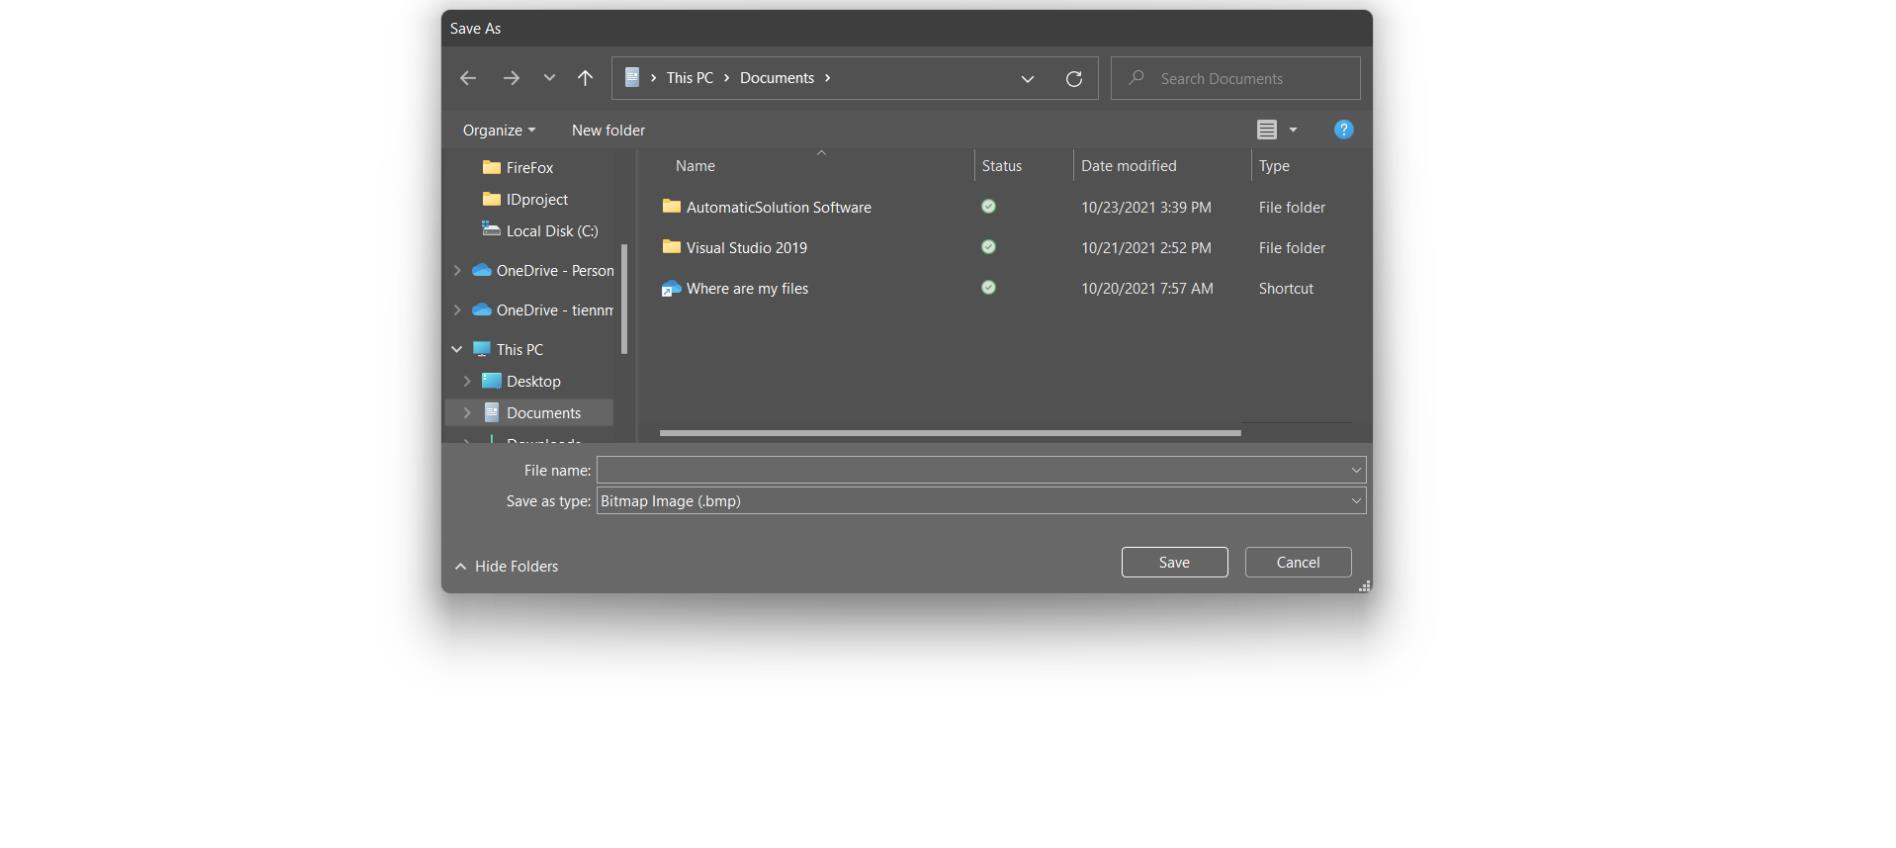 Save As
This PC Documents
Search Documents
Organize New folder
?
Name Status Date modified Type
FireFox
IDproject
Local Disk (C:)
OneDrive - Person
OneDrive - tienn
This PC
Desktop
Documents
Downloads
AutomaticSolution Software 10/23/2021 3:39 PM File folder
Visual Studio 2019 10/21/2021 2:52 PM File folder
Where are my files 10/20/2021 7:57 AM Shortcut
File name:
Save as type: Bitmap Image (.bmp)
Hide Folders
Save Cancel